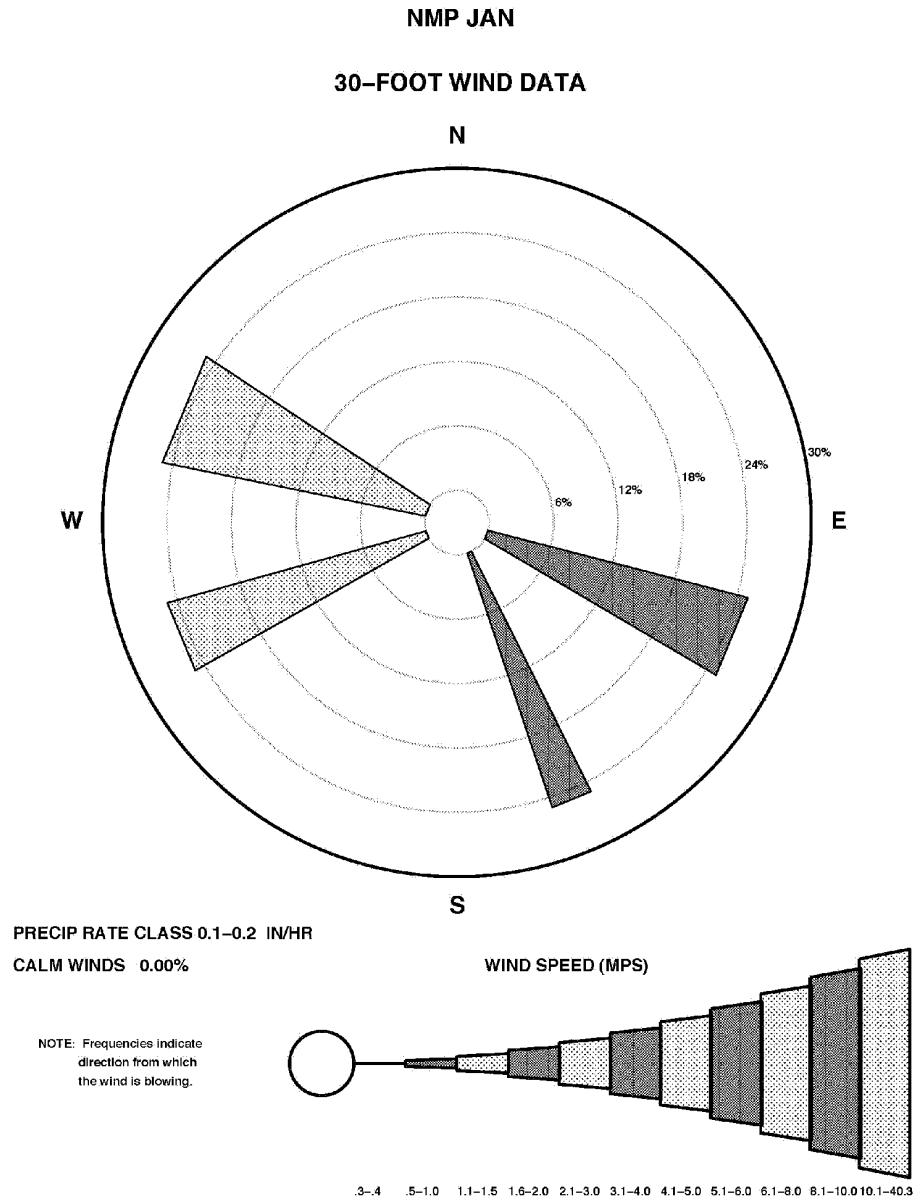 NMP JAN
30–FOOT WIND DATA
N
30%
24%
18%
12%
6%
W
E
S
PRECIP RATE CLASS 0.1–0.2 IN/HR
CALM WINDS 0.00%
WIND SPEED (MPS)
NOTE: Frequencies indicate
direction from which
the wind is blowing.
.3–.4 .5–1.0 1.1–1.5 1.6–2.0 2.1–3.0 3.1–4.0 4.1–5.0 5.1–6.0 6.1–8.0 8.1–10.0 10.1–40.3